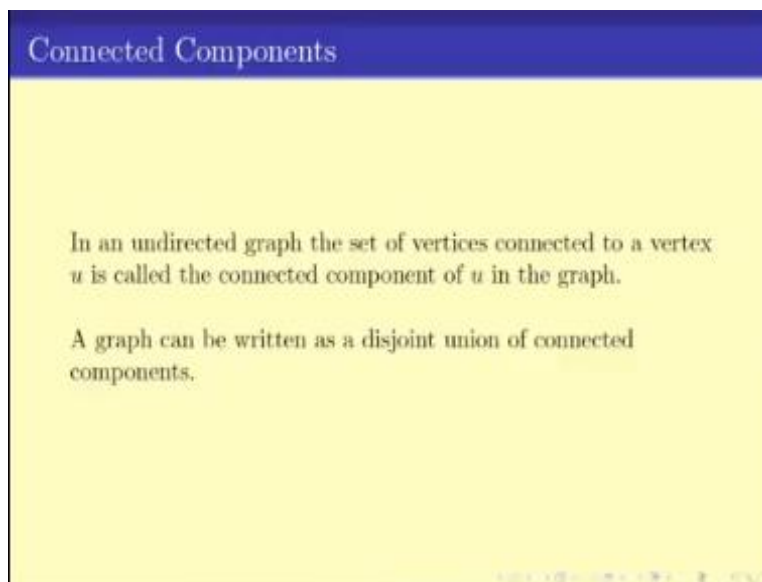 Connected Components
In an undirected graph the set of vertices connected to a vertex
u is called the connected component of u in the graph.
A graph can be written as a disjoint union of connected
components.